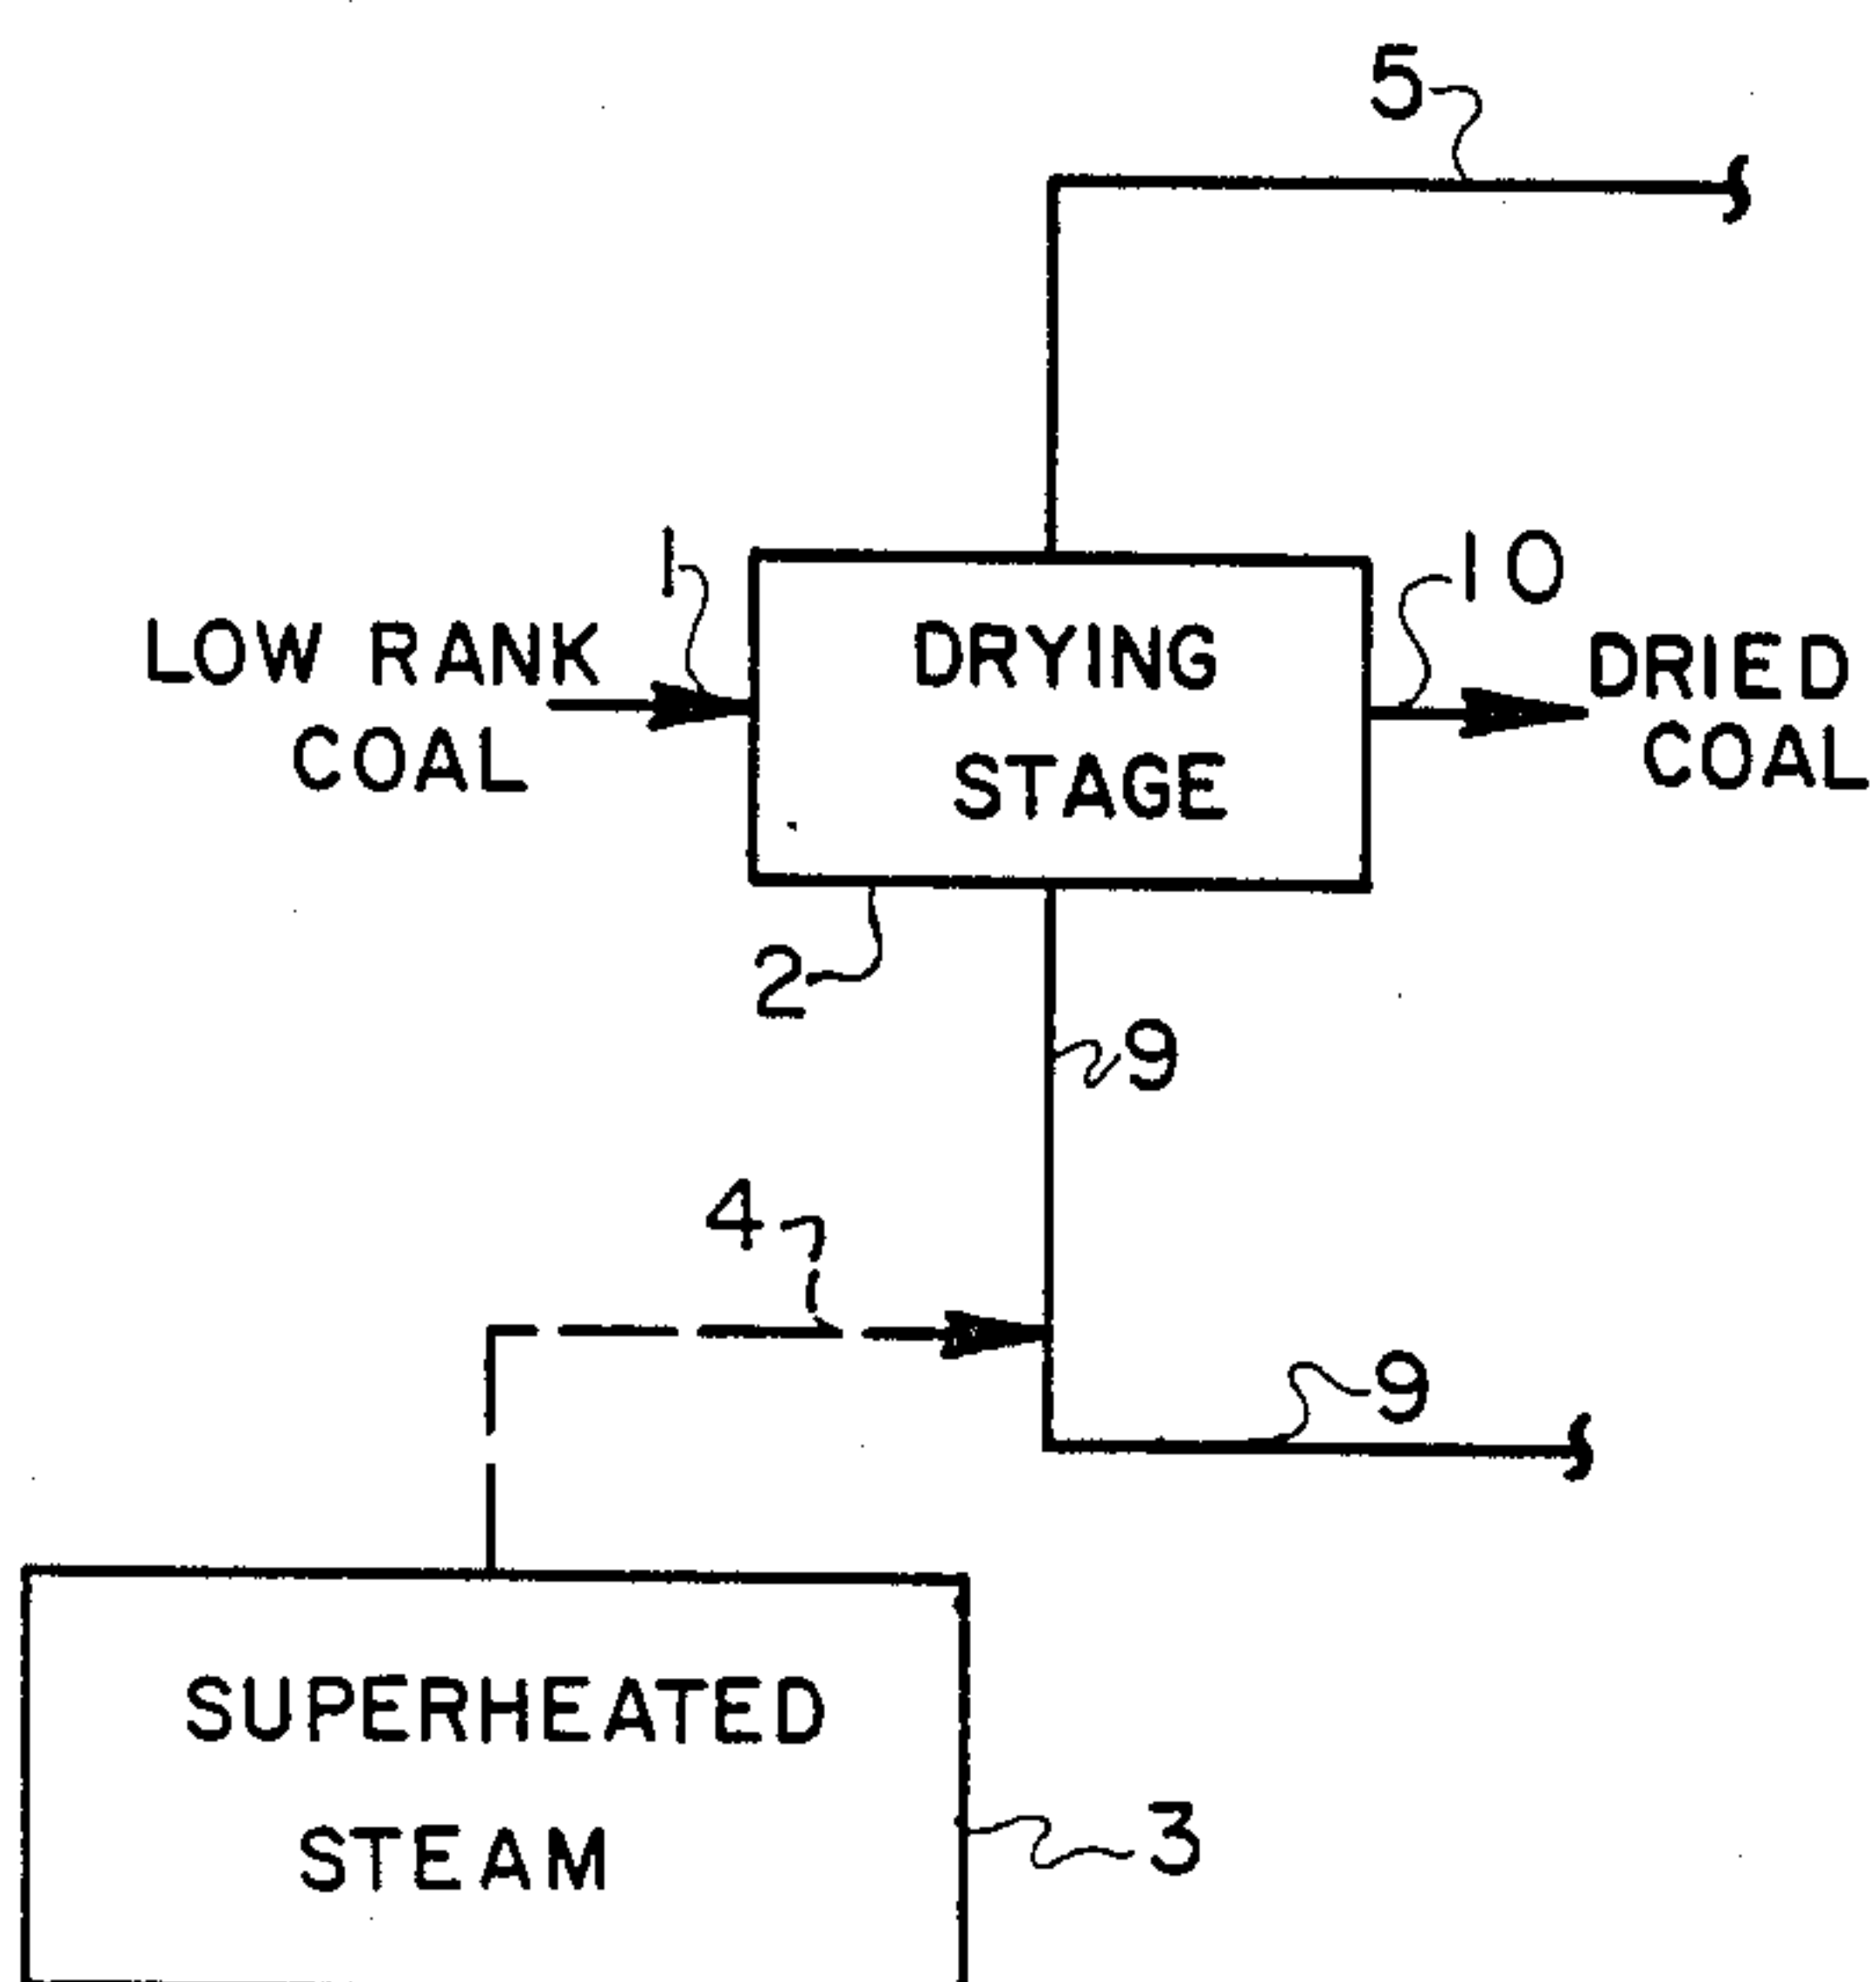 5
1
10
LOW RANK
COAL
DRYING
STAGE
DRIED
COAL
2
9
4
9
SUPERHEATED
STEAM
3